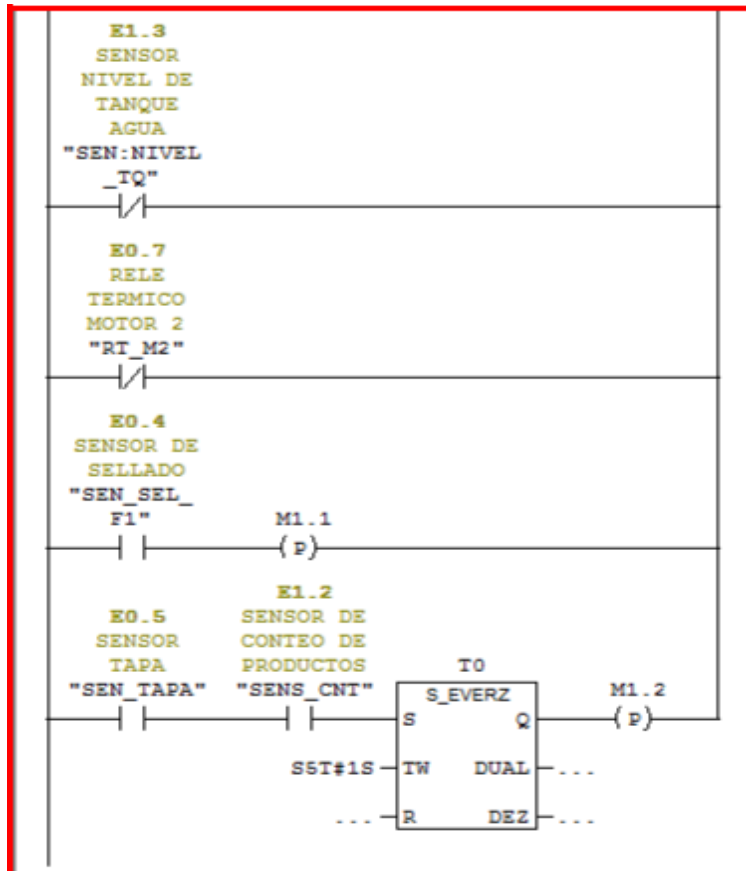 E1.3
SENSOR
NIVEL DE
TANQUE
AGUA
"SEN:NIVEL
_TQ"
E0.7
RELE
TERMICO
MOTOR 2
"RT_M2"
E0.4
SENSOR DE
SELLADO
"SEN_SEL_
F1"
M1.1
P
E0.5
SENSOR
TAPA
"SEN_TAPA"
E1.2
SENSOR DE
CONTEO DE
PRODUCTOS
"SENS_CNT"
T0
S_EVERZ
S Q
S5T#1S TW DUAL ...
... R DEZ ...
M1.2
P